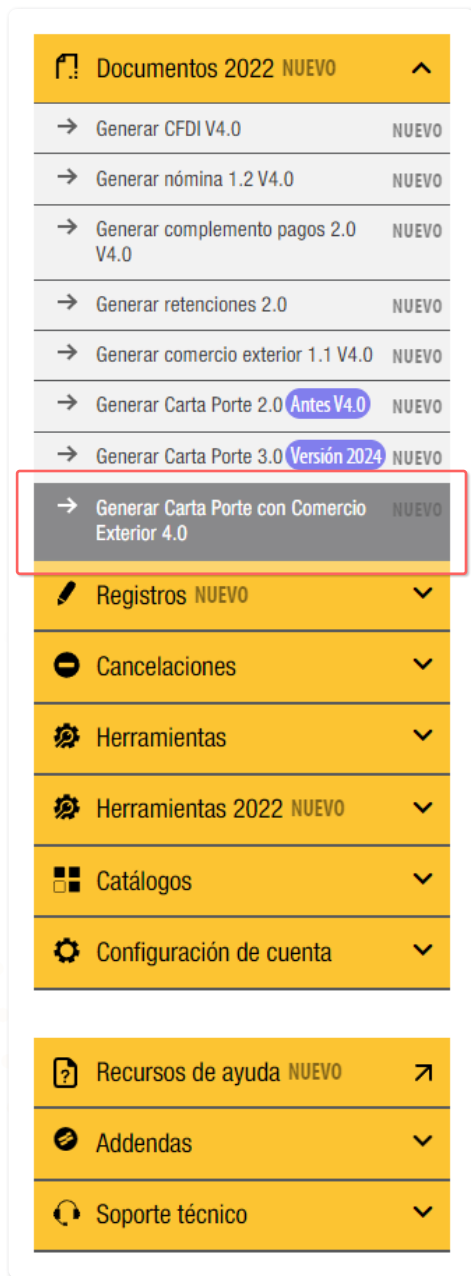 Documentos 2022 NUEVO
Generar CFDI V4.0 NUEVO
Generar nómina 1.2 V4.0 NUEVO
Generar complemento pagos 2.0 NUEVO
V4.0
Generar retenciones 2.0 NUEVO
Generar comercio exterior 1.1 V4.0 NUEVO
Generar Carta Porte 2.0 Antes V4.0 NUEVO
Generar Carta Porte 3.0 Versión 2024 NUEVO
Generar Carta Porte con Comercio NUEVO
Exterior 4.0
Registros NUEVO
Cancelaciones
Herramientas
Herramientas 2022 NUEVO
Catálogos
Configuración de cuenta
Recursos de ayuda NUEVO
Addendas
Soporte técnico